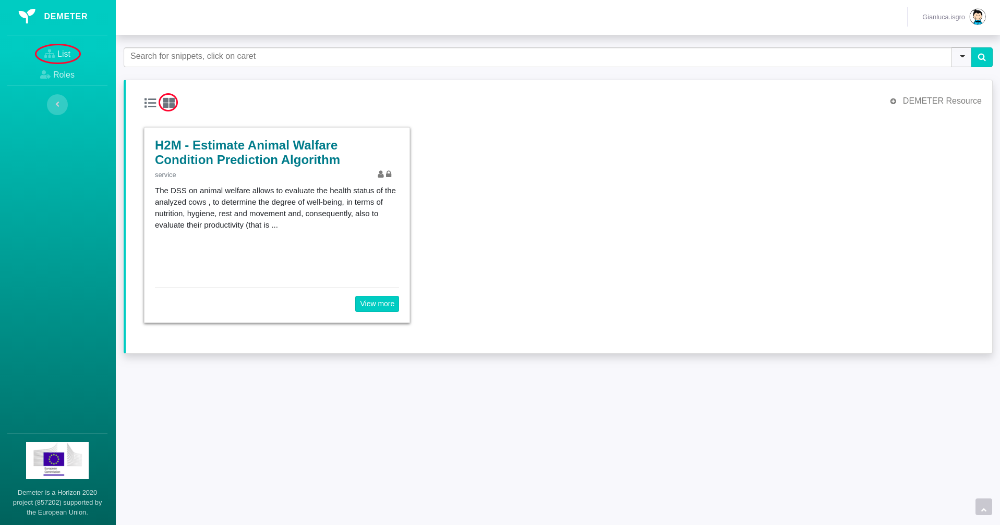 DEMETER
Gianluca.isgro
List
Roles
Search for snippets, click on caret
DEMETER Resource
H2M - Estimate Animal Walfare
Condition Prediction Algorithm
service
The DSS on animal welfare allows to evaluate the health status of the
analyzed cows , to determine the degree of well-being, in terms of
nutrition, hygiene, rest and movement and, consequently, also to
evaluate their productivity (that is ...
View more
European
Commission
Demeter is a Horizon 2020
project (857202) supported by
the European Union.